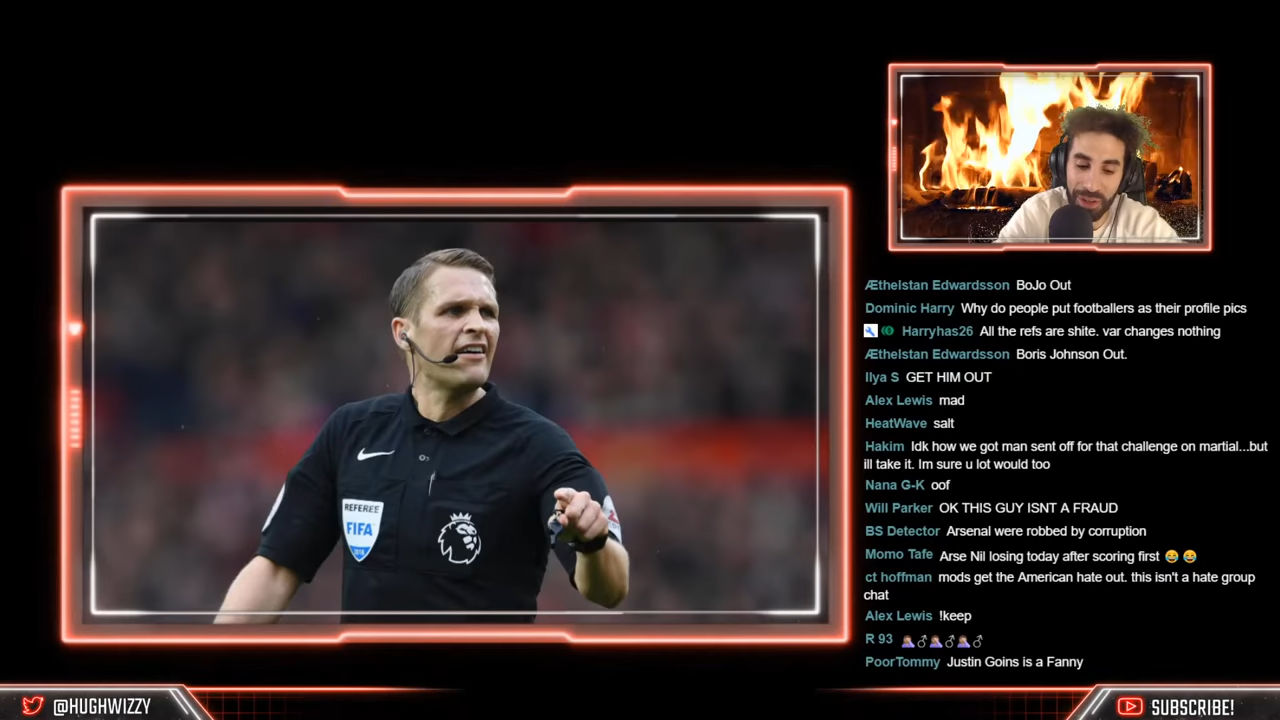 Æthelstan Edwardsson BoJo Out
Dominic Harry Why do people put footballers as their profile pics
Harryhas26 All the refs are shite. var changes nothing
Æthelstan Edwardsson Boris Johnson Out.
Ilya S GET HIM OUT
Alex Lewis mad
HeatWave salt
Hakim Idk how we got man sent off for that challenge on martial...but
ill take it. Im sure u lot would too
Nana G-K oof
Will Parker OK THIS GUY ISNT A FRAUD
BS Detector Arsenal were robbed by corruption
Momo Tafe Arse Nil losing today after scoring first 😂 😂
ct hoffman mods get the American hate out. this isn't a hate group
chat
Alex Lewis !keep
R 93 🤦🏽‍♂🤦🏽‍♂🤦🏽‍♂
PoorTommy Justin Goins is a Fanny
REFEREE
FIFA
2018
@HUGHWIZZY
SUBSCRIBE!